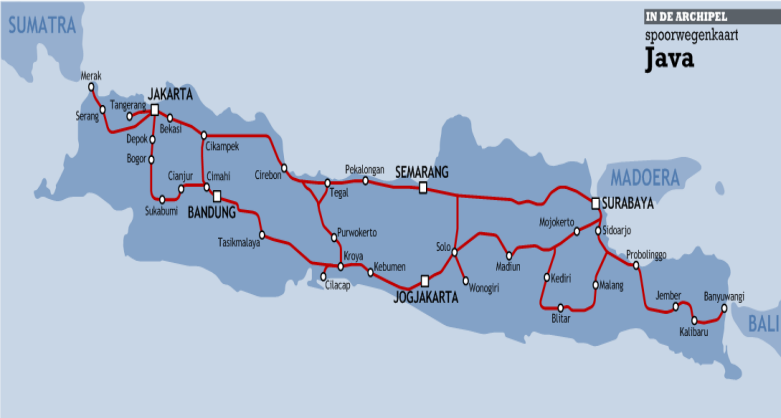 SUMATRA
IN DE ARCHIPEL
spoorwegenkaart
Java
Merak
Serang
Tangerang
JAKARTA
Bekasi
Depok
Bogor
Cikampek
Cianjur
Cimahi
Sukabumi
BANDUNG
Tasikmalaya
Cirebon
Tegal
Pekalongan
SEMARANG
Purwokerto
Kroya
Cilacap
Kebumen
JOGJAKARTA
Solo
Wonogiri
Madiun
MADOERA
SURABAYA
Mojokerto
Sidoarjo
Kediri
Blitar
Malang
Probolinggo
Jember
Kalibaru
Banyuwangi
BALI